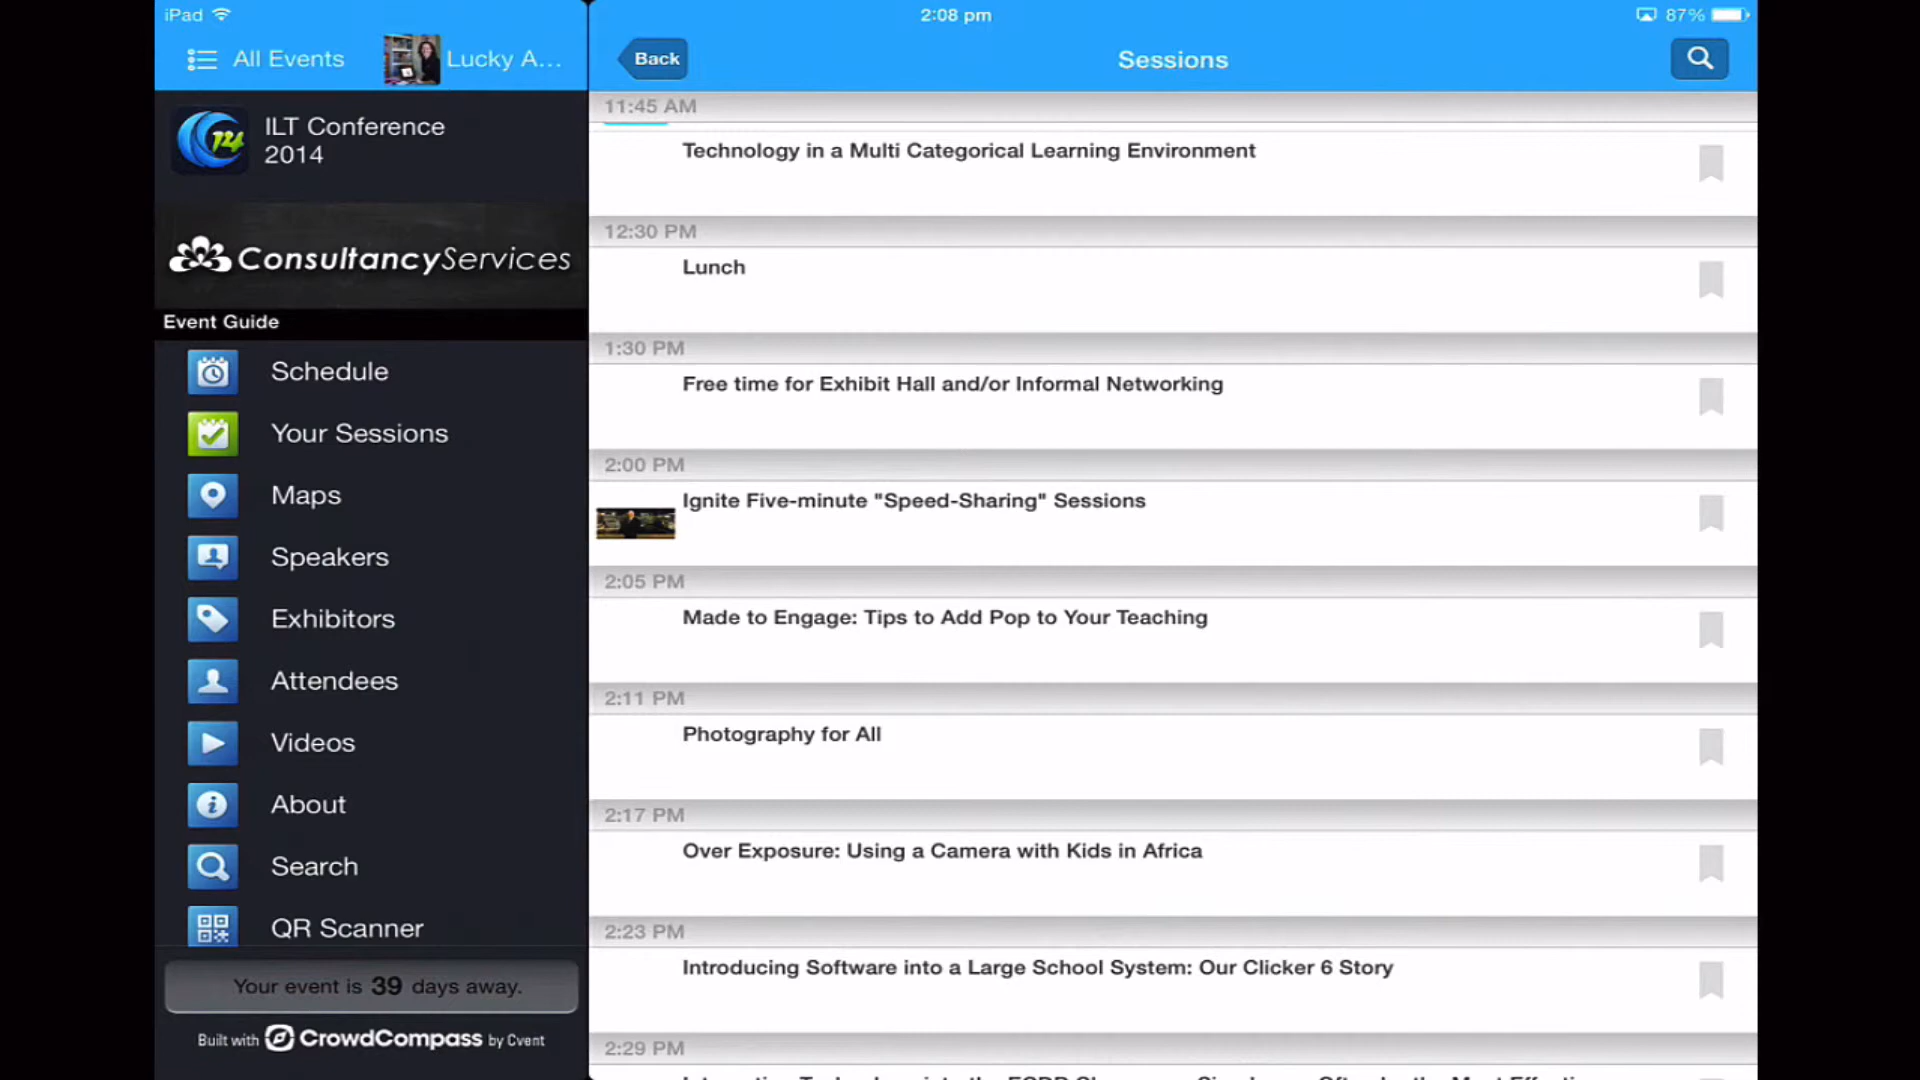 iPad
2:08 pm
87%
All Events
Lucky A...
Back
Sessions
ILT Conference
2014
ConsultancyServices
Event Guide
Schedule
Your Sessions
Maps
Speakers
Exhibitors
Attendees
Videos
About
Search
QR Scanner
Your event is 39 days away.
Built with CrowdCompass by Cvent
11:45 AM
Technology in a Multi Categorical Learning Environment
12:30 PM
Lunch
1:30 PM
Free time for Exhibit Hall and/or Informal Networking
2:00 PM
Ignite Five-minute "Speed-Sharing" Sessions
2:05 PM
Made to Engage: Tips to Add Pop to Your Teaching
2:11 PM
Photography for All
2:17 PM
Over Exposure: Using a Camera with Kids in Africa
2:23 PM
Introducing Software into a Large School System: Our Clicker 6 Story
2:29 PM